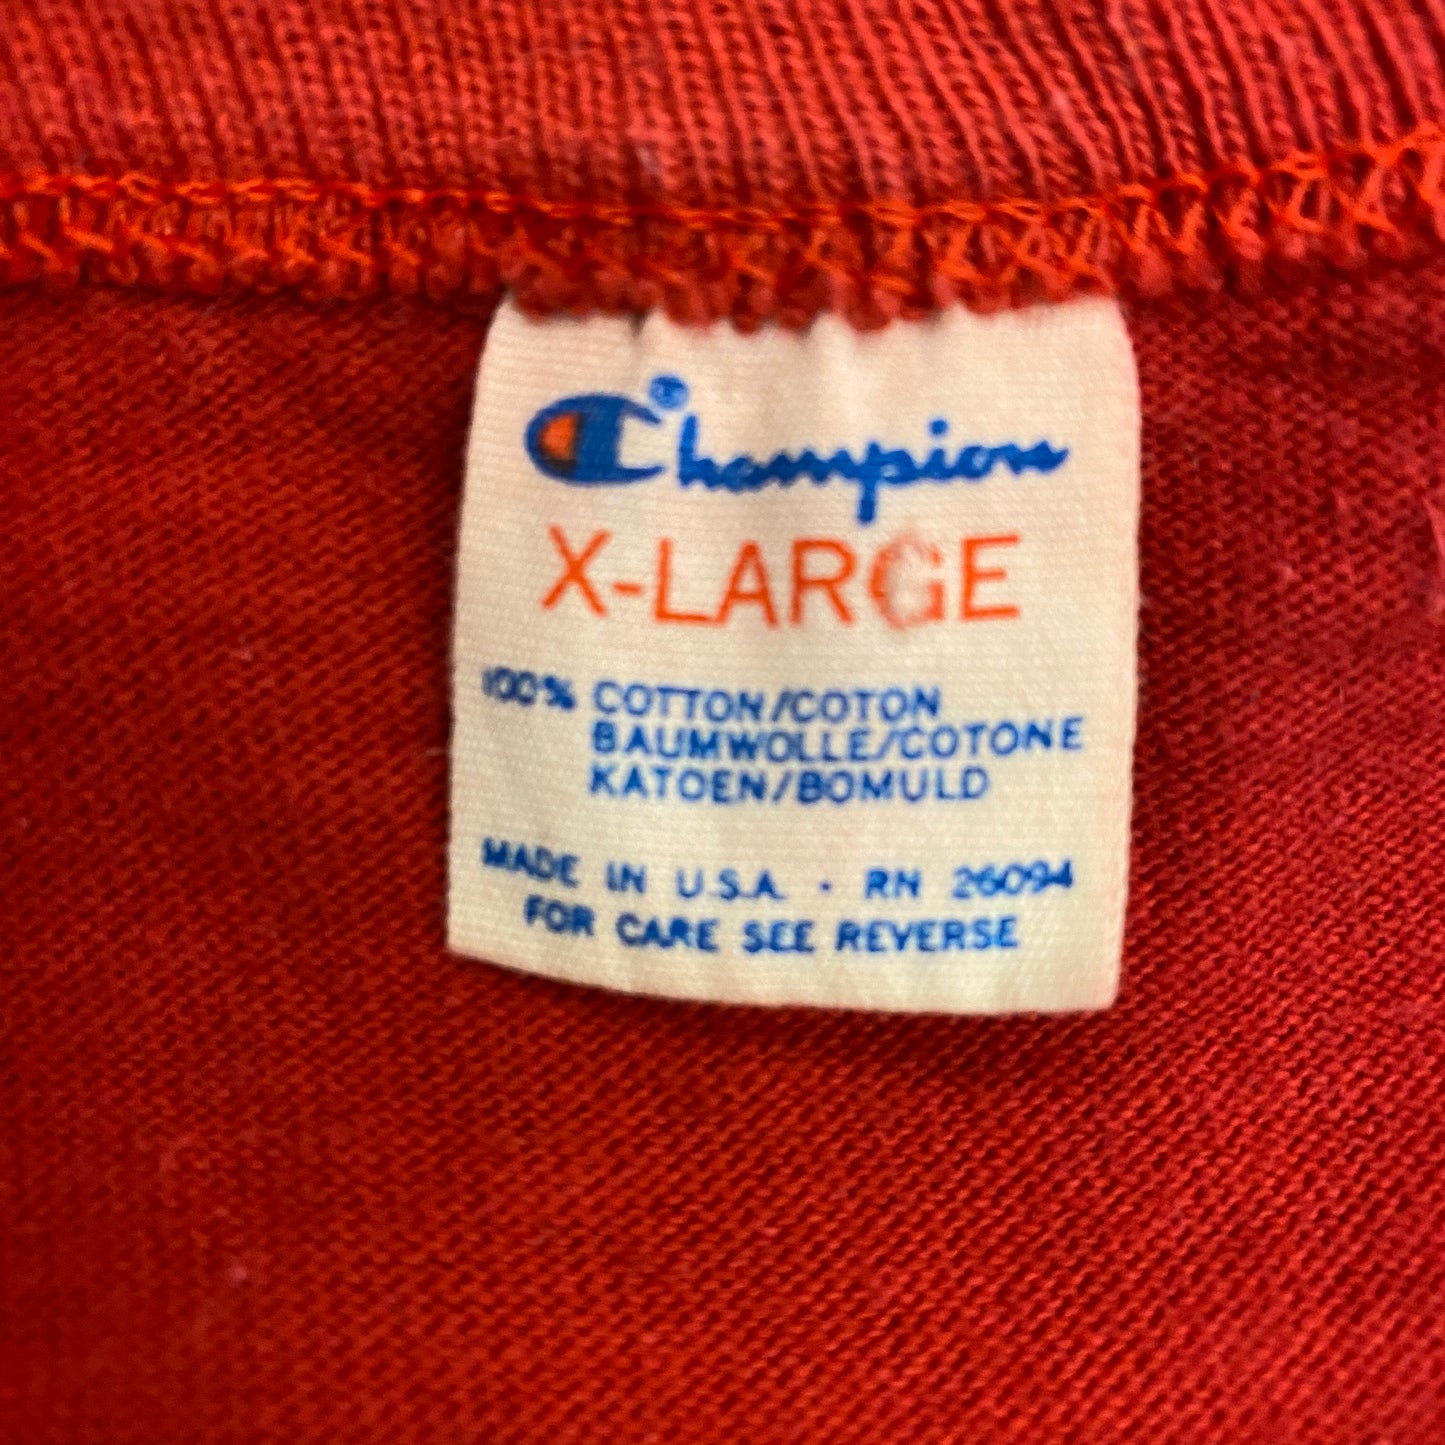 Champion®
X-LARGE
100% COTTON/COTON
BAUMWOLLE/COTONE
KATOEN/BOMULD
MADE IN U.S.A. · RN 26094
FOR CARE SEE REVERSE